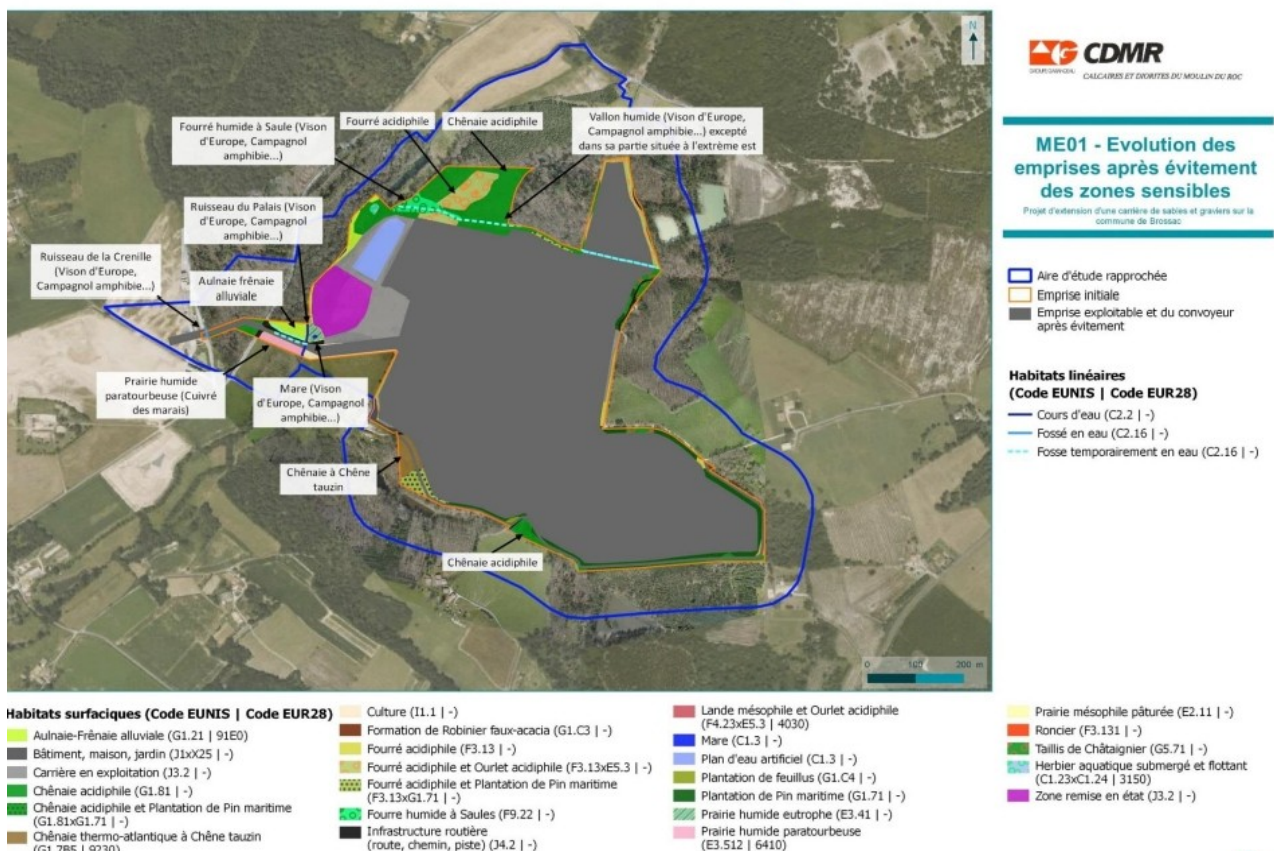 N
GROUPE GARANDEAU
CDMR
CALCAIRES ET DIORITES DU MOULIN DU ROC
ME01 - Evolution des
emprises après évitement
des zones sensibles
Projet d'extension d'une carrière de sables et graviers sur la
commune de Brossac
Aire d'étude rapprochée
Emprise initiale
Emprise exploitable et du convoyeur
après évitement
Habitats linéaires
(Code EUNIS | Code EUR28)
Cours d'eau (C2.2 | -)
Fossé en eau (C2.16 | -)
Fosse temporairement en eau (C2.16 | -)
Fourré humide à Saule (Vison
d'Europe, Campagnol
amphibie...)
Fourré acidiphile
Chênaie acidiphile
Vallon humide (Vison d'Europe,
Campagnol amphibie...) excepté
dans sa partie située à l'extrème est
Ruisseau du Palais (Vison
d'Europe, Campagnol
amphibie...)
Ruisseau de la Crenille
(Vison d'Europe,
Campagnol amphibie...)
Aulnaie frênaie
alluviale
Prairie humide
paratourbeuse (Cuivré
des marais)
Mare (Vison
d'Europe, Campagnol
amphibie...)
Chênaie à Chêne
tauzin
Chênaie acidiphile
0 100 200 m
Habitats surfaciques (Code EUNIS | Code EUR28)
Aulnaie-Frênaie alluviale (G1.21 | 91E0)
Bâtiment, maison, jardin (J1xX25 | -)
Carrière en exploitation (J3.2 | -)
Chênaie acidiphile (G1.81 | -)
Chênaie acidiphile et Plantation de Pin maritime
(G1.81xG1.71 | -)
Chênaie thermo-atlantique à Chêne tauzin
(G1.7B5 | 9230)
Culture (I1.1 | -)
Formation de Robinier faux-acacia (G1.C3 | -)
Fourré acidiphile (F3.13 | -)
Fourré acidiphile et Ourlet acidiphile (F3.13xE5.3 | -)
Fourré acidiphile et Plantation de Pin maritime
(F3.13xG1.71 | -)
Fourre humide à Saules (F9.22 | -)
Infrastructure routière
(route, chemin, piste) (J4.2 | -)
Lande mésophile et Ourlet acidiphile
(F4.23xE5.3 | 4030)
Mare (C1.3 | -)
Plan d'eau artificiel (C1.3 | -)
Plantation de feuillus (G1.C4 | -)
Plantation de Pin maritime (G1.71 | -)
Prairie humide eutrophe (E3.41 | -)
Prairie humide paratourbeuse
(E3.512 | 6410)
Prairie mésophile pâturée (E2.11 | -)
Roncier (F3.131 | -)
Taillis de Châtaignier (G5.71 | -)
Herbier aquatique submergé et flottant
(C1.23xC1.24 | 3150)
Zone remise en état (J3.2 | -)